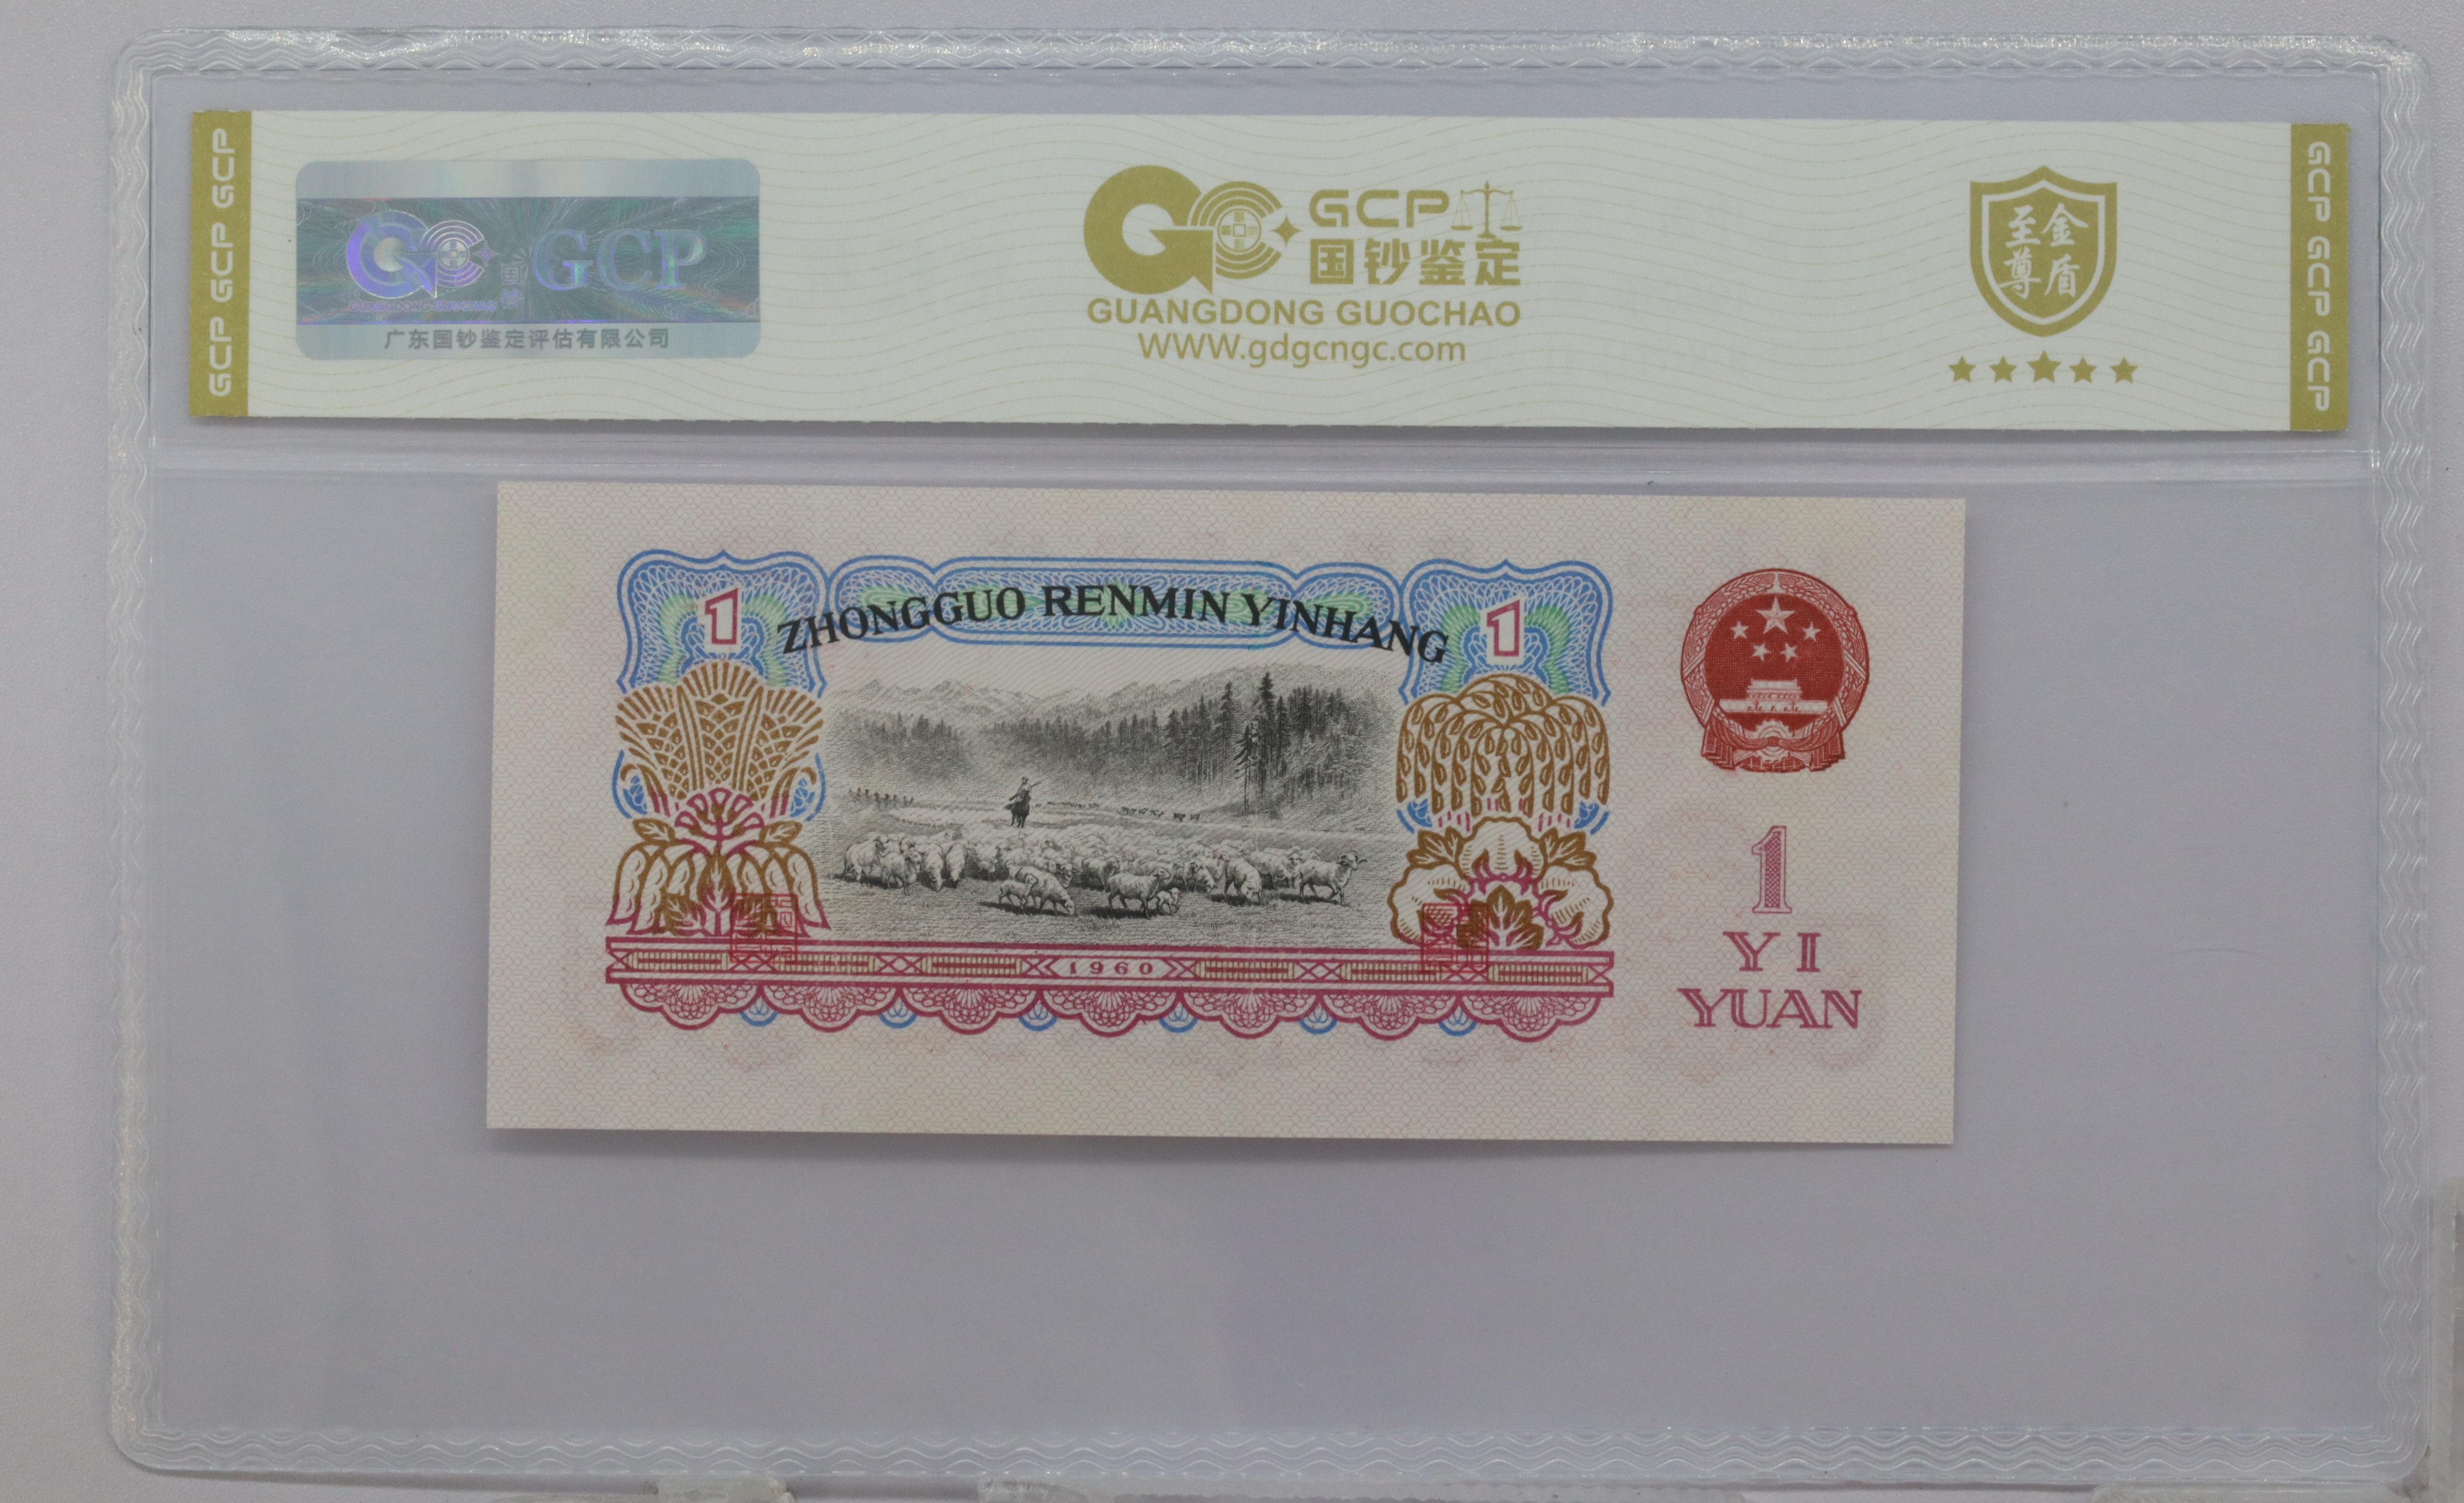 GCP GCP GCP
GCP
GUANGDONG GUOCHAO
广东国钞鉴定评估有限公司
GCP
国钞鉴定
GUANGDONG GUOCHAO
WWW.gdgcngc.com
金盾
至尊
GCP GCP GCP
ZHONGGUO RENMIN YINHANG
1
1
1960
1
YI
YUAN